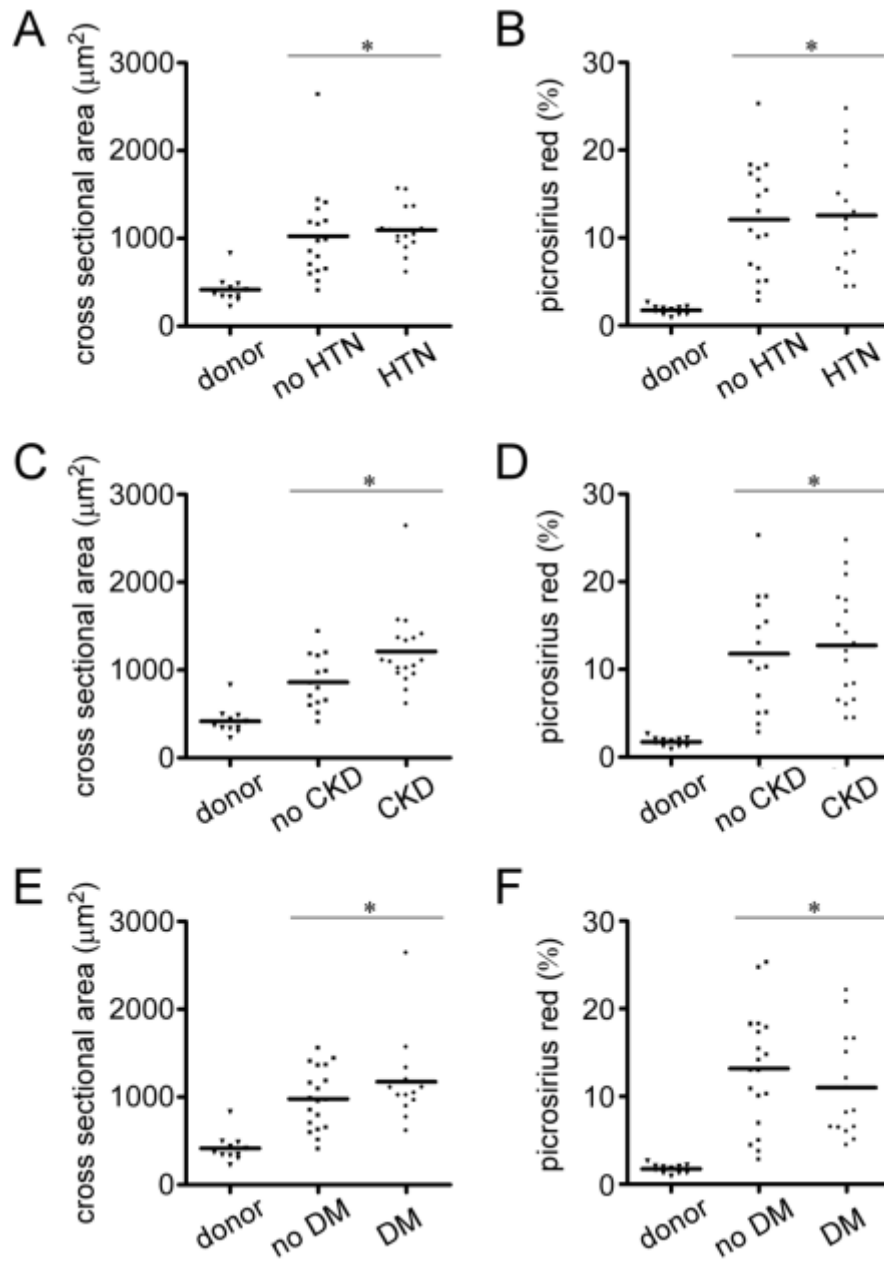 A
cross sectional area (μm²)
3000
2000
1000
0
*
donor
no HTN
HTN
B
picrosirius red (%)
30
20
10
0
*
donor
no HTN
HTN
C
cross sectional area (μm²)
3000
2000
1000
0
*
donor
no CKD
CKD
D
picrosirius red (%)
30
20
10
0
*
donor
no CKD
CKD
E
cross sectional area (μm²)
3000
2000
1000
0
*
donor
no DM
DM
F
picrosirius red (%)
30
20
10
0
*
donor
no DM
DM